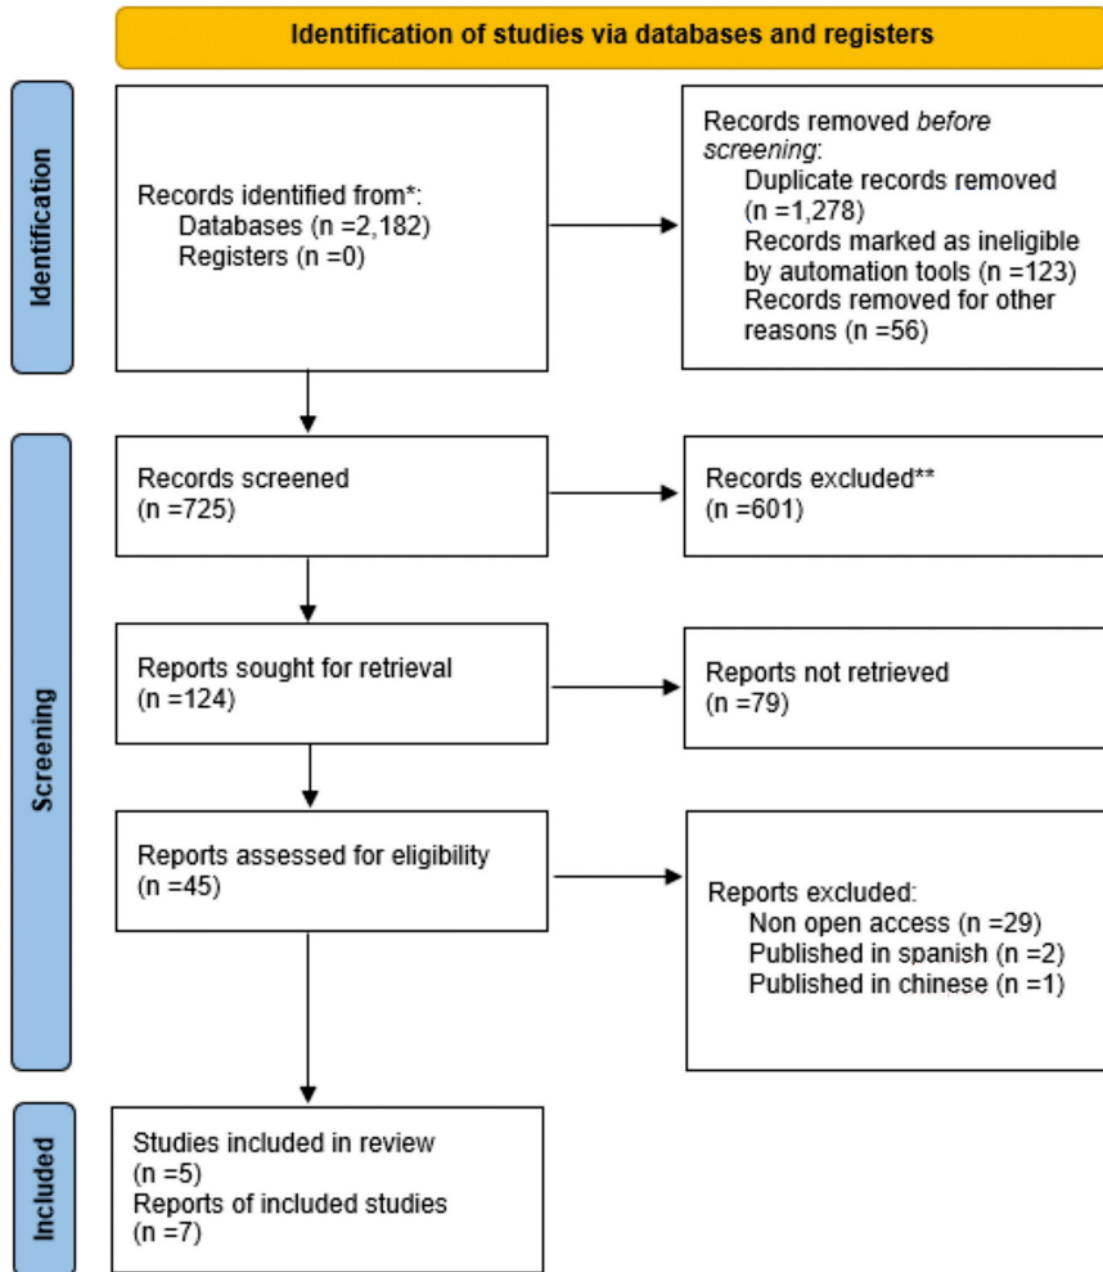 Identification of studies via databases and registers
Identification
Records identified from*:
Databases (n =2,182)
Registers (n =0)
Records removed before
screening:
Duplicate records removed
(n =1,278)
Records marked as ineligible
by automation tools (n =123)
Records removed for other
reasons (n =56)
Screening
Records screened
(n =725)
Records excluded**
(n =601)
Reports sought for retrieval
(n =124)
Reports not retrieved
(n =79)
Reports assessed for eligibility
(n =45)
Reports excluded:
Non open access (n =29)
Published in spanish (n =2)
Published in chinese (n =1)
Included
Studies included in review
(n =5)
Reports of included studies
(n =7)